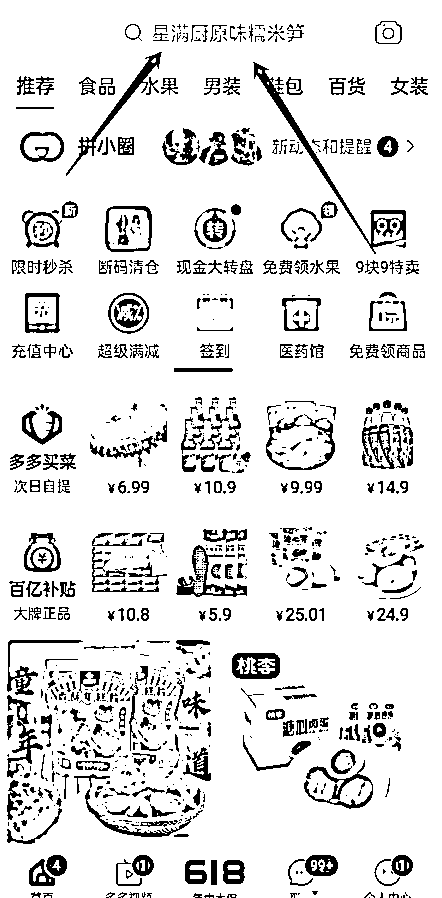 星满厨原味糯米笋
推荐 食品 水果 男装 鞋包 百货 女装
拼小圈 新动态和提醒 4
限时秒杀 断码清仓 现金大转盘 免费领水果 9块9特卖
充值中心 超级满减 签到 医药馆 免费领商品
多多买菜
次日自提 ¥6.99 ¥10.9 ¥9.99 ¥14.9
百亿补贴
大牌正品 ¥10.8 ¥5.9 ¥25.01 ¥24.9
童年
味道
桃李
4 618 99+